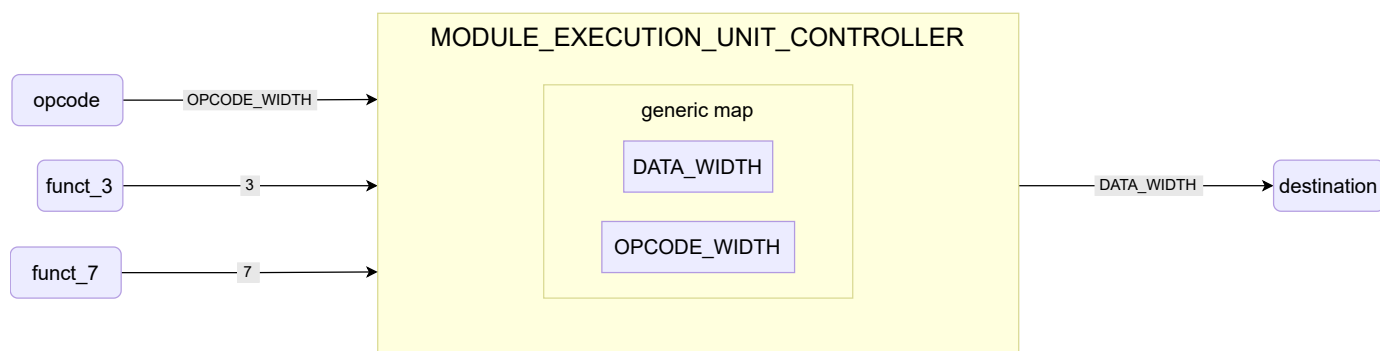 MODULE_EXECUTION_UNIT_CONTROLLER
opcode
OPCODE_WIDTH
funct_3
3
funct_7
7
generic map
DATA_WIDTH
OPCODE_WIDTH
DATA_WIDTH
destination